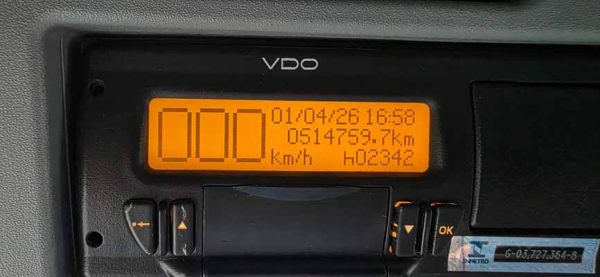 VDO
000 01/04/26 16:58
0514759.7km
km/h h02342
OK
INMETRO
G-03.727.364-8